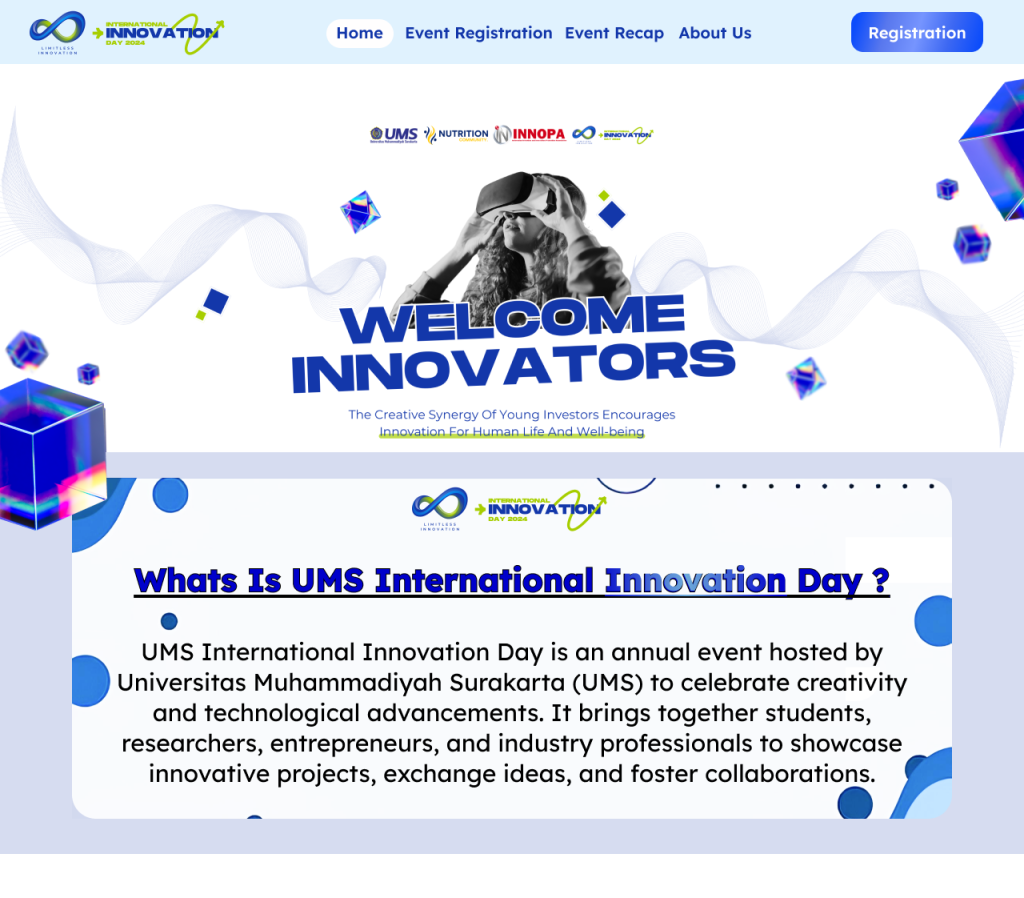 LIMITLESS
INNOVATION
INTERNATIONAL
INNOVATION
DAY 2024
Home Event Registration Event Recap About Us
Registration
UMS NUTRITION INNOPA INNOVATION
WELCOME
INNOVATORS
The Creative Synergy Of Young Investors Encourages
Innovation For Human Life And Well-being
LIMITLESS
INNOVATION
INTERNATIONAL
INNOVATION
DAY 2024
Whats Is UMS International Innovation Day ?
UMS International Innovation Day is an annual event hosted by
Universitas Muhammadiyah Surakarta (UMS) to celebrate creativity
and technological advancements. It brings together students,
researchers, entrepreneurs, and industry professionals to showcase
innovative projects, exchange ideas, and foster collaborations.